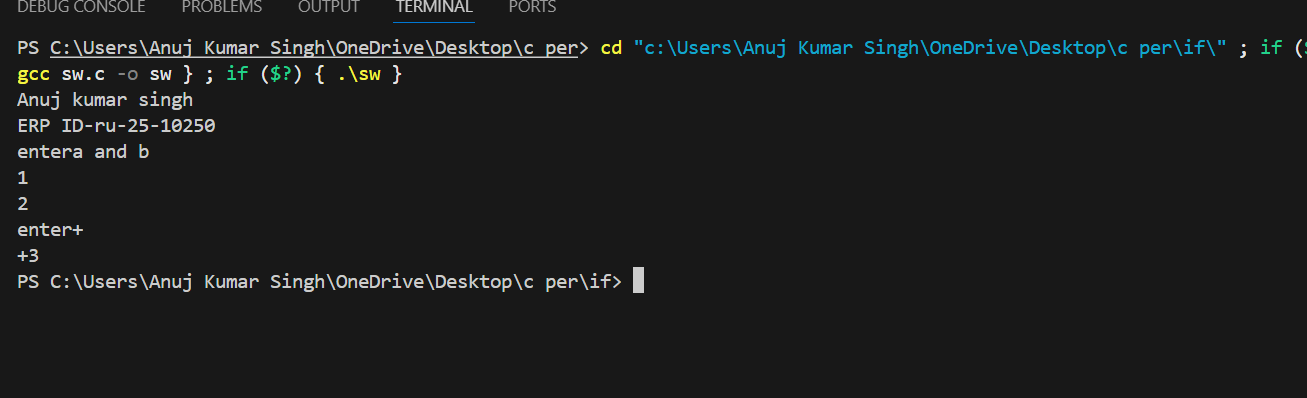 DEBUG CONSOLE PROBLEMS OUTPUT TERMINAL PORTS
PS C:\Users\Anuj Kumar Singh\OneDrive\Desktop\c per> cd "c:\Users\Anuj Kumar Singh\OneDrive\Desktop\c per\if\" ; if (
gcc sw.c -o sw } ; if ($?) { .\sw }
Anuj kumar singh
ERP ID-ru-25-10250
entera and b
1
2
enter+
+3
PS C:\Users\Anuj Kumar Singh\OneDrive\Desktop\c per\if>